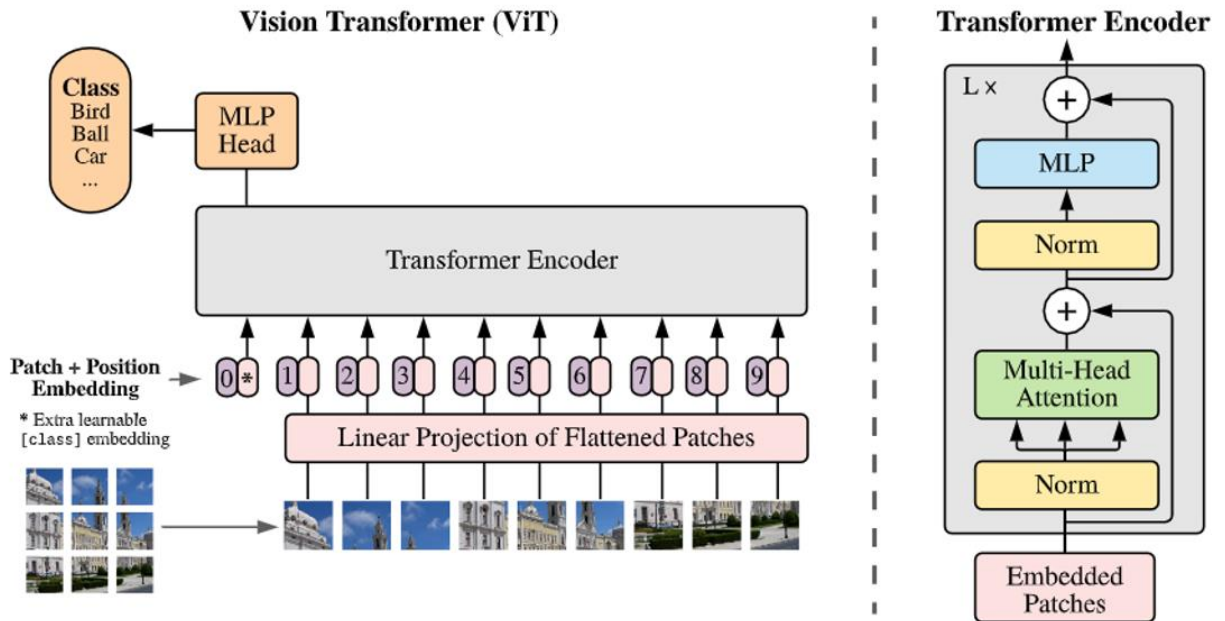 Vision Transformer (ViT)
Class
Bird
Ball
Car
...
MLP
Head
Transformer Encoder
Patch + Position
Embedding
0 * 1 2 3 4 5 6 7 8 9
* Extra learnable
[class] embedding
Linear Projection of Flattened Patches
Transformer Encoder
L ×
+
MLP
Norm
+
Multi-Head
Attention
Norm
Embedded
Patches